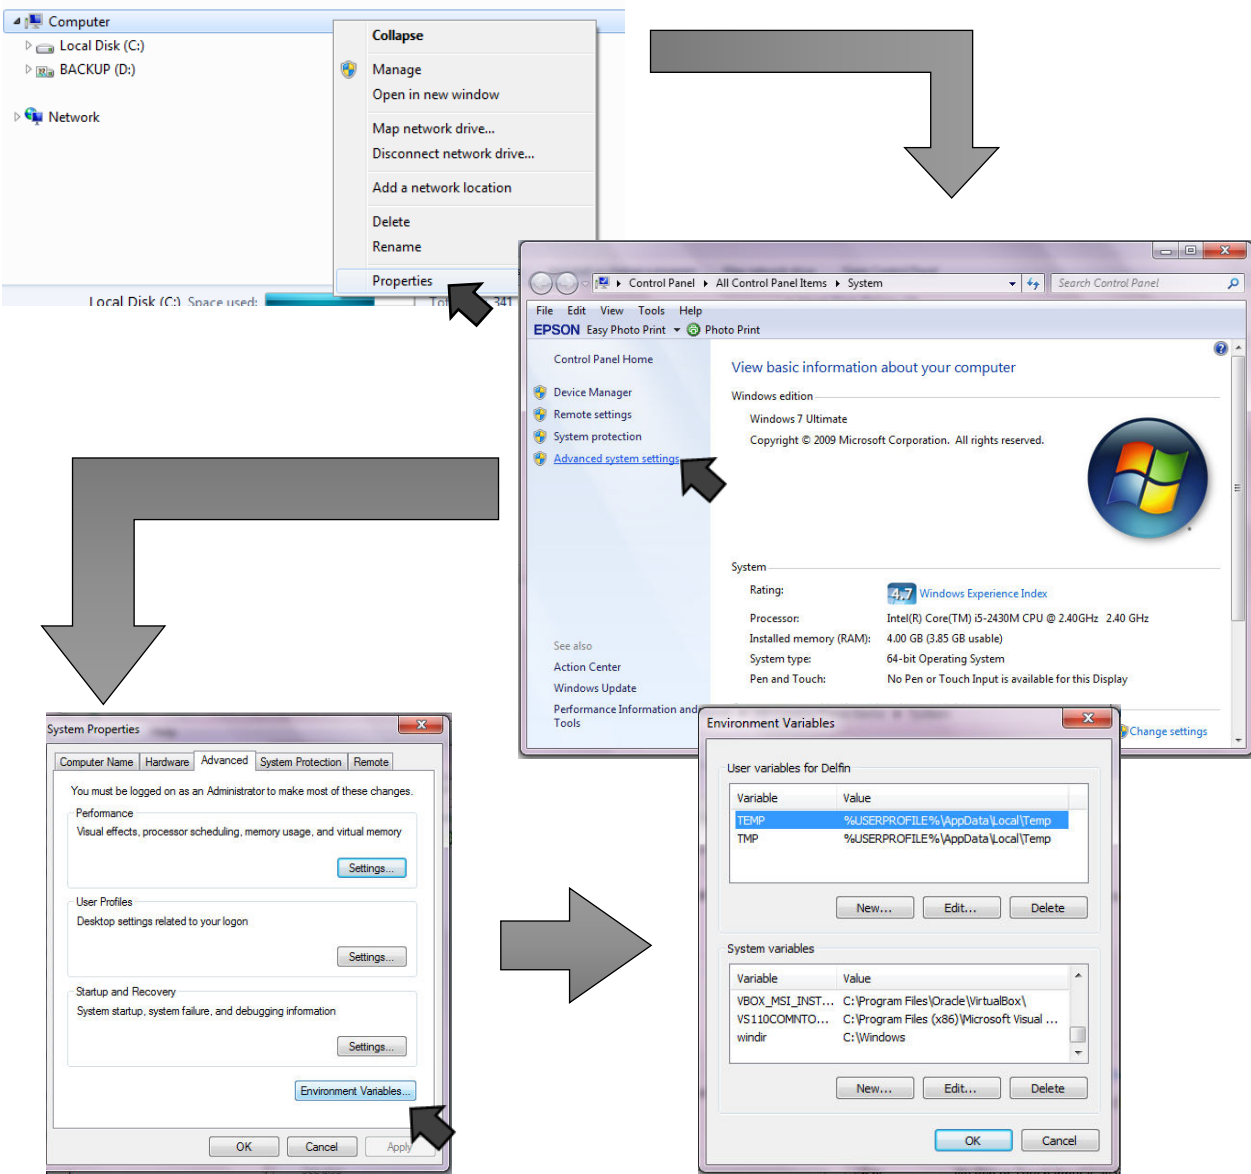 Computer
Local Disk (C:)
BACKUP (D:)
Network
Collapse
Manage
Open in new window
Map network drive...
Disconnect network drive...
Add a network location
Delete
Rename
Properties
Local Disk (C:) Space used:
341
Control Panel
All Control Panel Items
System
Search Control Panel
File Edit View Tools Help
EPSON Easy Photo Print Photo Print
Control Panel Home
Device Manager
Remote settings
System protection
Advanced system settings
See also
Action Center
Windows Update
Performance Information and
Tools
View basic information about your computer
Windows edition
Windows 7 Ultimate
Copyright © 2009 Microsoft Corporation. All rights reserved.
System
Rating: 4,7 Windows Experience Index
Processor: Intel(R) Core(TM) i5-2430M CPU @ 2.40GHz 2.40 GHz
Installed memory (RAM): 4.00 GB (3.85 GB usable)
System type: 64-bit Operating System
Pen and Touch: No Pen or Touch Input is available for this Display
Change settings
System Properties
Computer Name Hardware Advanced System Protection Remote
You must be logged on as an Administrator to make most of these changes.
Performance
Visual effects, processor scheduling, memory usage, and virtual memory
Settings...
User Profiles
Desktop settings related to your logon
Settings...
Startup and Recovery
System startup, system failure, and debugging information
Settings...
Environment Variables...
OK Cancel Apply
Environment Variables
User variables for Delfin
Variable Value
TEMP %USERPROFILE%\AppData\Local\Temp
TMP %USERPROFILE%\AppData\Local\Temp
New... Edit... Delete
System variables
Variable Value
VBOX_MSI_INST... C:\Program Files\Oracle\VirtualBox\
VS110COMNTO... C:\Program Files (x86)\Microsoft Visual ...
windir C:\Windows
New... Edit... Delete
OK Cancel